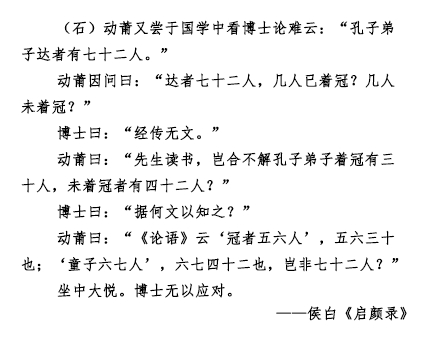 （石）动莆又尝于国学中看博士论难云：“孔子弟
子达者有七十二人。”
动莆因问曰：“达者七十二人，几人已着冠？几人
未着冠？”
博士曰：“经传无文。”
动莆曰：“先生读书，岂合不解孔子弟子着冠有三
十人，未着冠者有四十二人？”
博士曰：“据何文以知之？”
动莆曰：“《论语》云‘冠者五六人’，五六三十
也；‘童子六七人’，六七四十二也，岂非七十二人？”
坐中大悦。博士无以应对。
——侯白《启颜录》